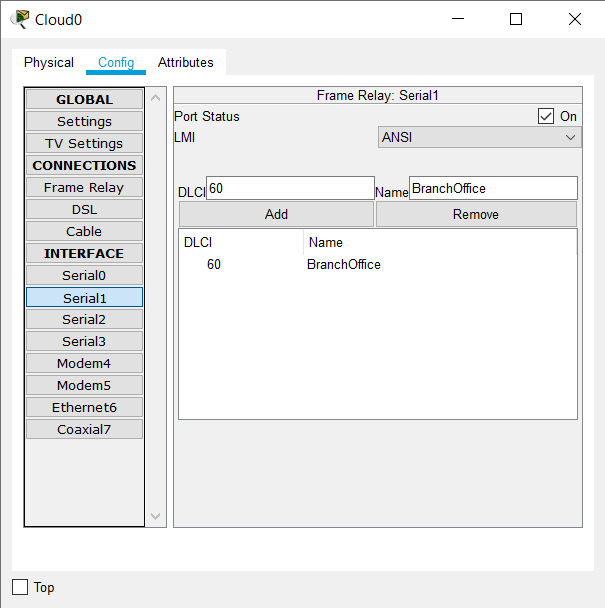 Cloud0
Physical Config Attributes
GLOBAL
Settings
TV Settings
CONNECTIONS
Frame Relay
DSL
Cable
INTERFACE
Serial0
Serial1
Serial2
Serial3
Modem4
Modem5
Ethernet6
Coaxial7
Frame Relay: Serial1
Port Status On
LMI ANSI
DLCI 60 Name BranchOffice
Add Remove
DLCI Name
60 BranchOffice
Top